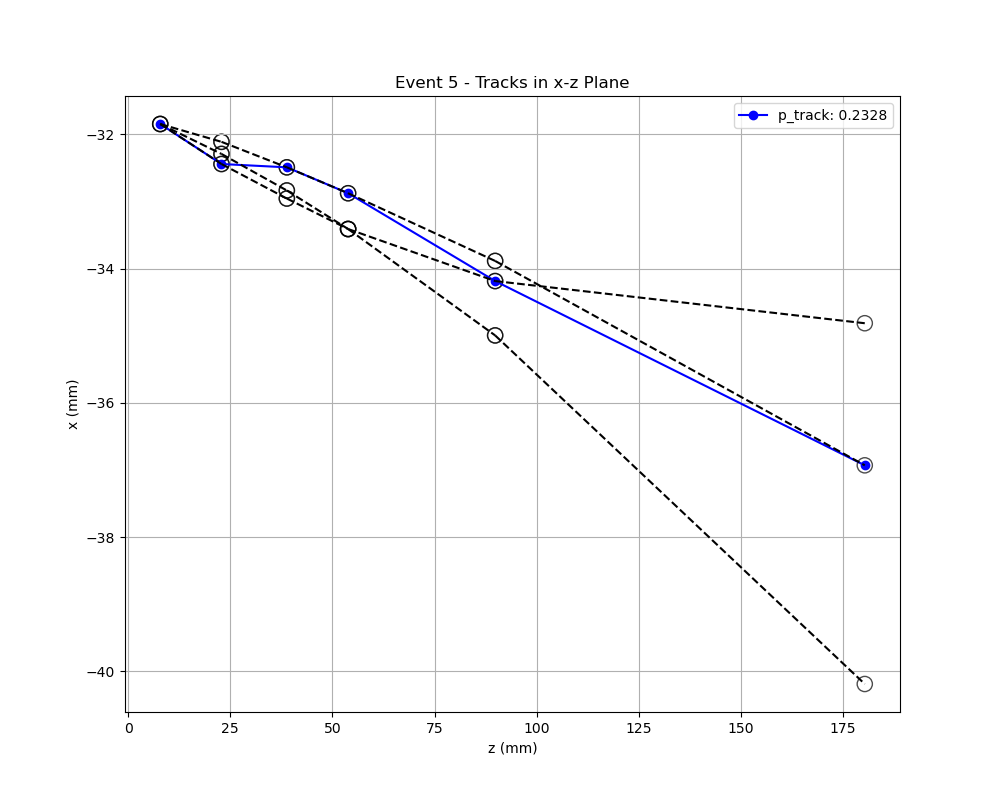 Event 5 - Tracks in x-z Plane
p_track: 0.2328
−32
−34
−36
−38
−40
x (mm)
0 25 50 75 100 125 150 175
z (mm)